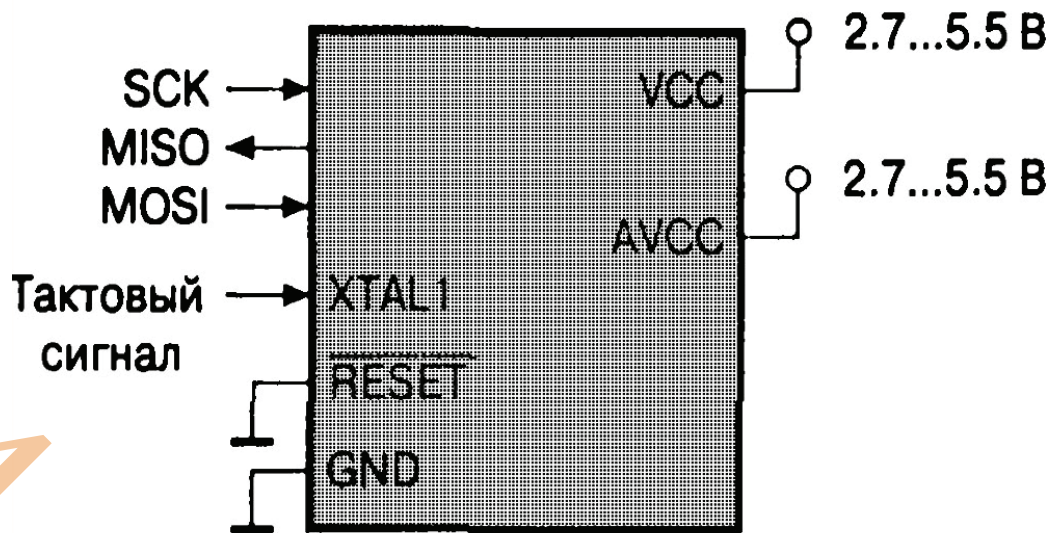 2.7...5.5 В
SCK
VCC
MISO
MOSI
2.7...5.5 В
AVCC
Тактовый
сигнал
XTAL1
RESET
GND